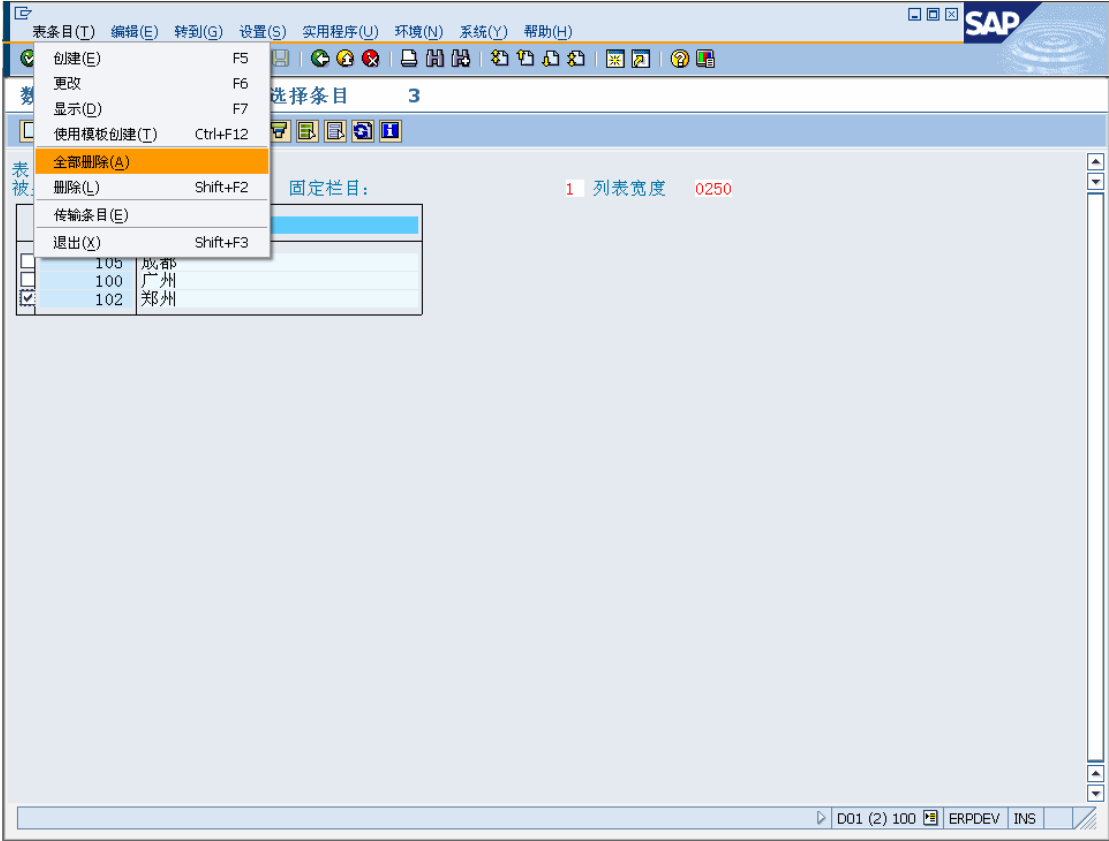 表条目(T) 编辑(E) 转到(G) 设置(S) 实用程序(U) 环境(N) 系统(Y) 帮助(H)
SAP
创建(E) F5
更改 F6
显示(D) F7
使用模板创建(T) Ctrl+F12
全部删除(A)
删除(L) Shift+F2
传输条目(E)
退出(X) Shift+F3
数 选择条目 3
表
被 固定栏目: 1 列表宽度 0250
105 成都
100 广州
102 郑州
D01 (2) 100 ERPDEV INS